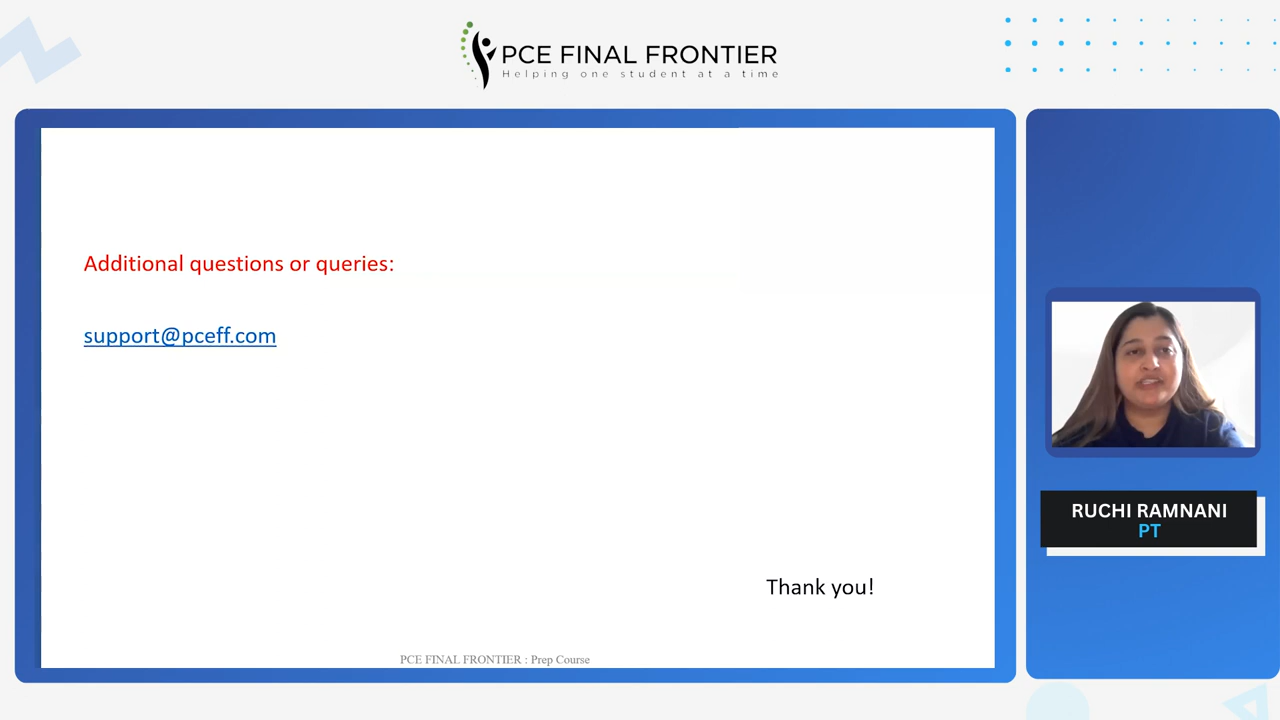 PCE FINAL FRONTIER
Helping one student at a time
Additional questions or queries:
support@pceff.com
Thank you!
PCE FINAL FRONTIER : Prep Course
RUCHI RAMNANI
PT